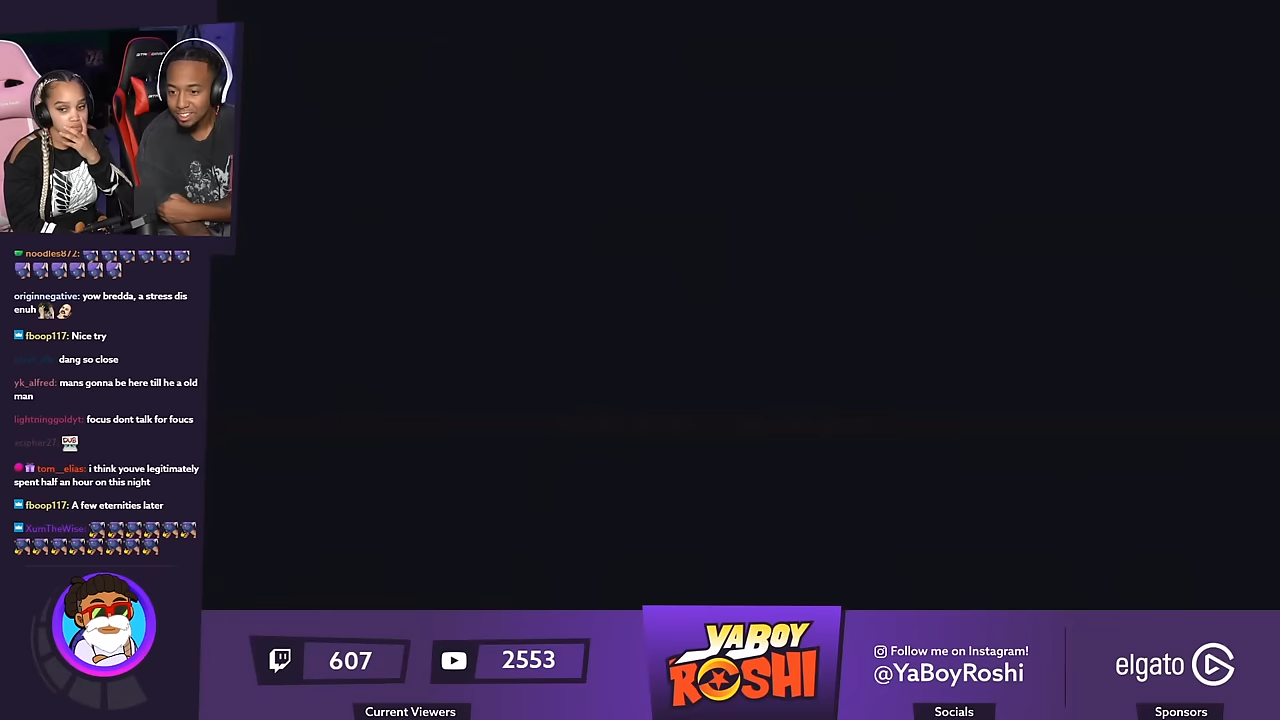 noodles872:
originnegative: yow bredda, a stress dis
enuh
fboop117: Nice try
dang so close
yk_alfred: mans gonna be here till he a old
man
lightninggoldyt: focus dont talk for foucs
xcipher27:
tom__elias: i think youve legitimately
spent half an hour on this night
fboop117: A few eternities later
XumTheWise:
607
2553
Current Viewers
YABOY
ROSHI
Follow me on Instagram!
@YaBoyRoshi
Socials
elgato
Sponsors